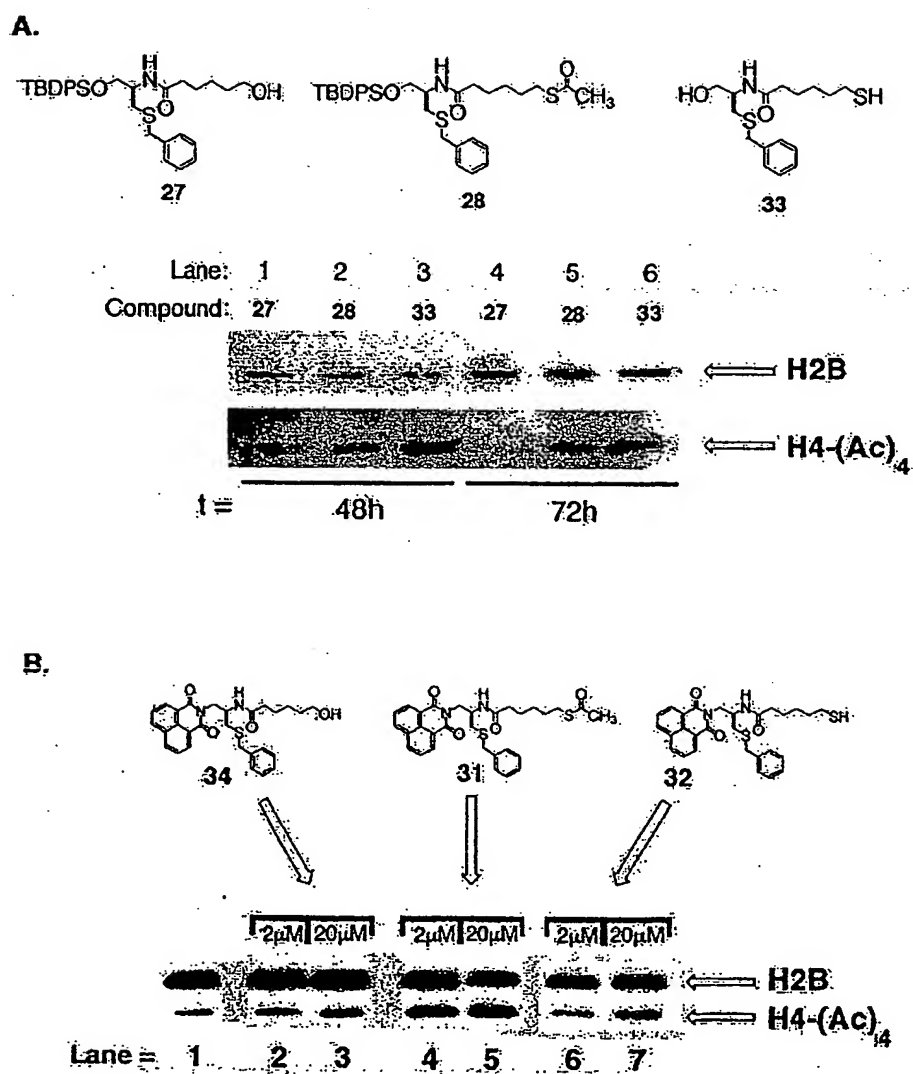 A.
TBDPSO H N O S OH
27
TBDPSO H N O S S O CH3
28
HO H N O S SH
33
Lane: 1 2 3 4 5 6
Compound: 27 28 33 27 28 33
H2B
H4-(Ac)4
t = 48h 72h
B.
O N O H N O S OH
34
O N O H N O S S O CH3
31
O N O H N O S SH
32
2μM 20μM 2μM 20μM 2μM 20μM
H2B
H4-(Ac)4
Lane = 1 2 3 4 5 6 7